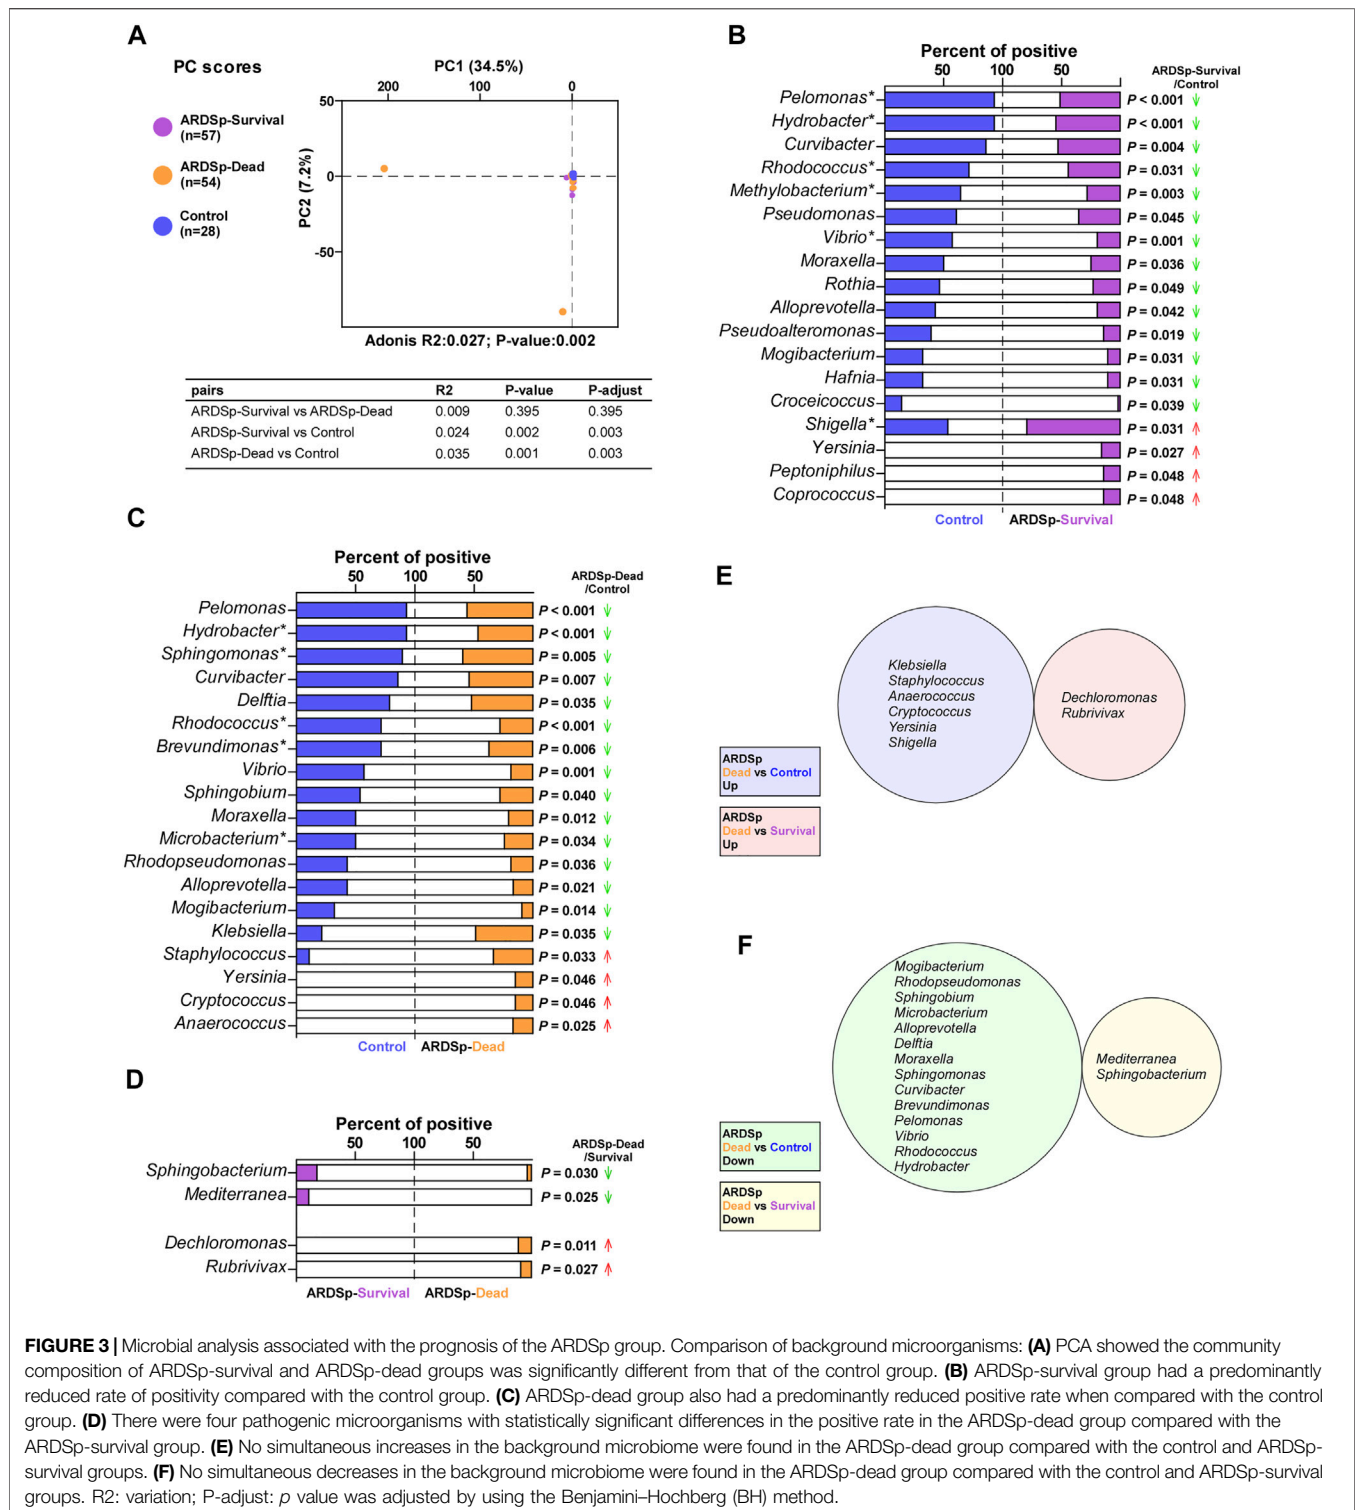 A
PC scores
ARDSp-Survival
(n=57)
ARDSp-Dead
(n=54)
Control
(n=28)
PC1 (34.5%)
200 100 0
50
0
-50
PC2 (7.2%)
Adonis R2:0.027; P-value:0.002
pairs R2 P-value P-adjust
ARDSp-Survival vs ARDSp-Dead 0.009 0.395 0.395
ARDSp-Survival vs Control 0.024 0.002 0.003
ARDSp-Dead vs Control 0.035 0.001 0.003
B
Percent of positive
50 100 50
ARDSp-Survival
/Control
Pelomonas* P < 0.001 ↓
Hydrobacter* P < 0.001 ↓
Curvibacter P = 0.004 ↓
Rhodococcus* P = 0.031 ↓
Methylobacterium* P = 0.003 ↓
Pseudomonas P = 0.045 ↓
Vibrio* P = 0.001 ↓
Moraxella P = 0.036 ↓
Rothia P = 0.049 ↓
Alloprevotella P = 0.042 ↓
Pseudoalteromonas P = 0.019 ↓
Mogibacterium P = 0.031 ↓
Hafnia P = 0.031 ↓
Croceicoccus P = 0.039 ↓
Shigella* P = 0.031 ↑
Yersinia P = 0.027 ↑
Peptoniphilus P = 0.048 ↑
Coprococcus P = 0.048 ↑
Control ARDSp-Survival
C
Percent of positive
50 100 50
ARDSp-Dead
/Control
Pelomonas P < 0.001 ↓
Hydrobacter* P < 0.001 ↓
Sphingomonas* P = 0.005 ↓
Curvibacter P = 0.007 ↓
Delftia P = 0.035 ↓
Rhodococcus* P < 0.001 ↓
Brevundimonas* P = 0.006 ↓
Vibrio P = 0.001 ↓
Sphingobium P = 0.040 ↓
Moraxella P = 0.012 ↓
Microbacterium* P = 0.034 ↓
Rhodopseudomonas P = 0.036 ↓
Alloprevotella P = 0.021 ↓
Mogibacterium P = 0.014 ↓
Klebsiella P = 0.035 ↓
Staphylococcus P = 0.033 ↑
Yersinia P = 0.046 ↑
Cryptococcus P = 0.046 ↑
Anaerococcus P = 0.025 ↑
Control ARDSp-Dead
D
Percent of positive
50 100 50
ARDSp-Dead
/Survival
Sphingobacterium P = 0.030 ↓
Mediterranea P = 0.025 ↓
Dechloromonas P = 0.011 ↑
Rubrivivax P = 0.027 ↑
ARDSp-Survival ARDSp-Dead
E
Klebsiella
Staphylococcus
Anaerococcus
Cryptococcus
Yersinia
Shigella
Dechloromonas
Rubrivivax
ARDSp
Dead vs Control
Up
ARDSp
Dead vs Survival
Up
F
Mogibacterium
Rhodopseudomonas
Sphingobium
Microbacterium
Alloprevotella
Delftia
Moraxella
Sphingomonas
Curvibacter
Brevundimonas
Pelomonas
Vibrio
Rhodococcus
Hydrobacter
Mediterranea
Sphingobacterium
ARDSp
Dead vs Control
Down
ARDSp
Dead vs Survival
Down
FIGURE 3 | Microbial analysis associated with the prognosis of the ARDSp group. Comparison of background microorganisms: (A) PCA showed the community
composition of ARDSp-survival and ARDSp-dead groups was significantly different from that of the control group. (B) ARDSp-survival group had a predominantly
reduced rate of positivity compared with the control group. (C) ARDSp-dead group also had a predominantly reduced positive rate when compared with the control
group. (D) There were four pathogenic microorganisms with statistically significant differences in the positive rate in the ARDSp-dead group compared with the
ARDSp-survival group. (E) No simultaneous increases in the background microbiome were found in the ARDSp-dead group compared with the control and ARDSp-
survival groups. (F) No simultaneous decreases in the background microbiome were found in the ARDSp-dead group compared with the control and ARDSp-survival
groups. R2: variation; P-adjust: p value was adjusted by using the Benjamini–Hochberg (BH) method.